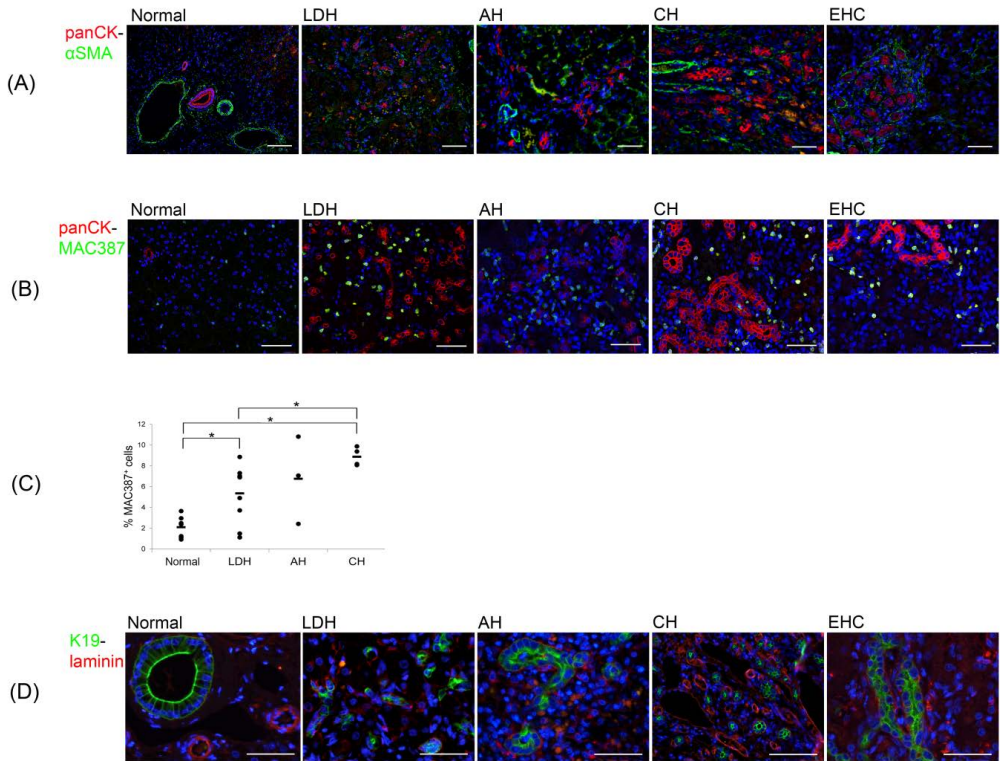 Normal LDH AH CH EHC
panCK-
αSMA
(A)
Normal LDH AH CH EHC
panCK-
MAC387
(B)
* 
* 
*
12
10
8
6
4
2
0
% MAC387+ cells
(C)
Normal LDH AH CH
Normal LDH AH CH EHC
K19-
laminin
(D)